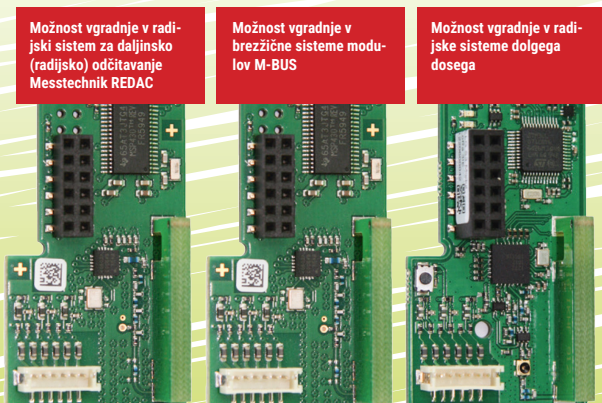 Možnost vgradnje v radi-
jski sistem za daljinsko
(radijsko) odčitavanje
Messtechnik REDAC
Možnost vgradnje v
brezžične sisteme modu-
lov M-BUS
Možnost vgradnje v radi-
jske sisteme dolgega
dosega